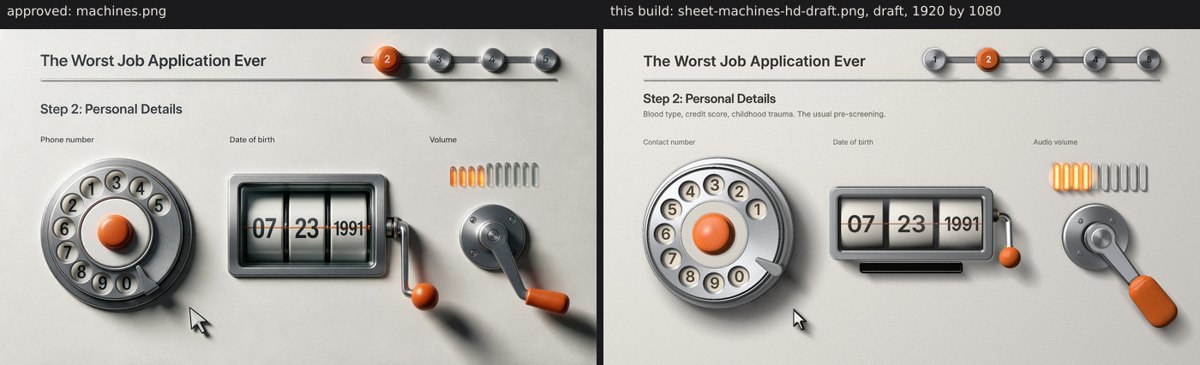 approved: machines.png
The Worst Job Application Ever
2 3 4 5
Step 2: Personal Details
Phone number
Date of birth
Volume
1 3 4 5 2 6 7 8 9 0
07 23 1991
this build: sheet-machines-hd-draft.png, draft, 1920 by 1080
The Worst Job Application Ever
1 2 3 4 5
Step 2: Personal Details
Blood type, credit score, childhood trauma. The usual pre-screening.
Contact number
Date of birth
Audio volume
1 2 3 4 5 6 7 8 9 0
07 23 1991